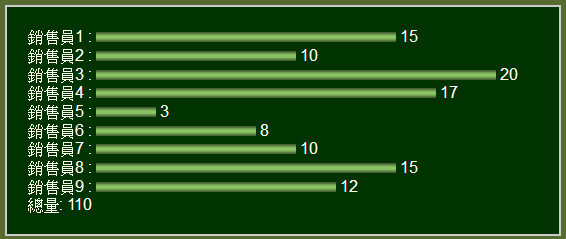 銷售員1 : 15
銷售員2 : 10
銷售員3 : 20
銷售員4 : 17
銷售員5 : 3
銷售員6 : 8
銷售員7 : 10
銷售員8 : 15
銷售員9 : 12
總量: 110